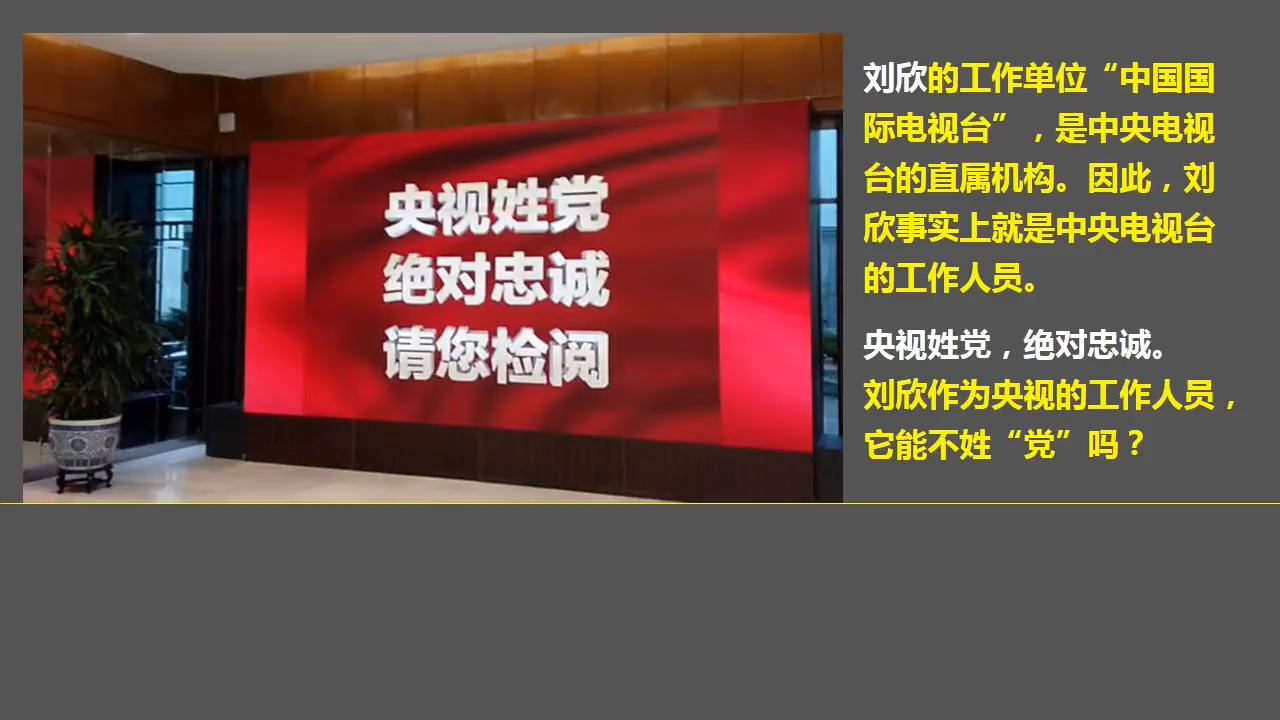 央视姓党
绝对忠诚
请您检阅
刘欣的工作单位“中国国
际电视台”，是中央电视
台的直属机构。因此，刘
欣事实上就是中央电视台
的工作人员。
央视姓党，绝对忠诚。
刘欣作为央视的工作人员，
它能不姓“党”吗？